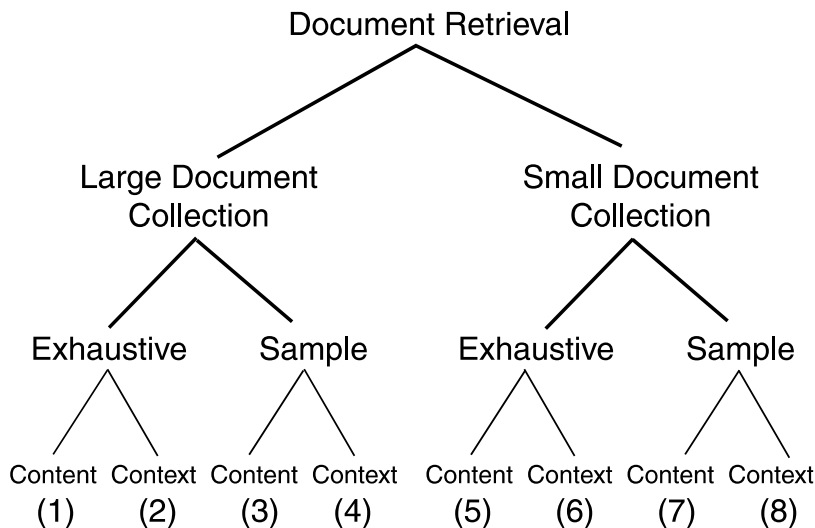 Document Retrieval
Large Document
Collection
Small Document
Collection
Exhaustive
Sample
Exhaustive
Sample
Content
Context
Content
Context
Content
Context
Content
Context
(1)
(2)
(3)
(4)
(5)
(6)
(7)
(8)